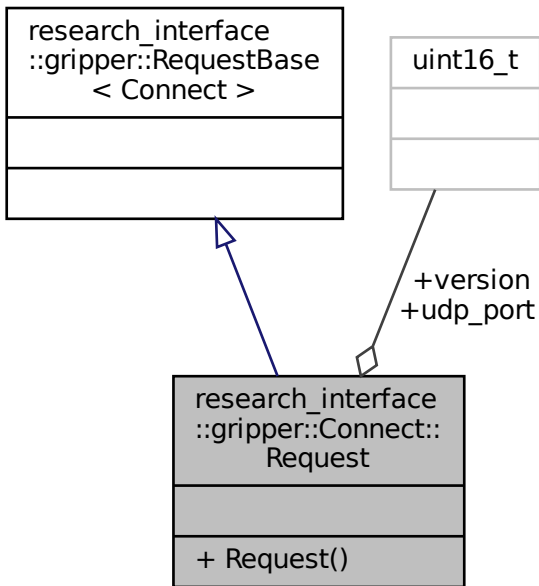 research_interface
::gripper::RequestBase
< Connect >
uint16_t
+version
+udp_port
research_interface
::gripper::Connect::
Request
+ Request()